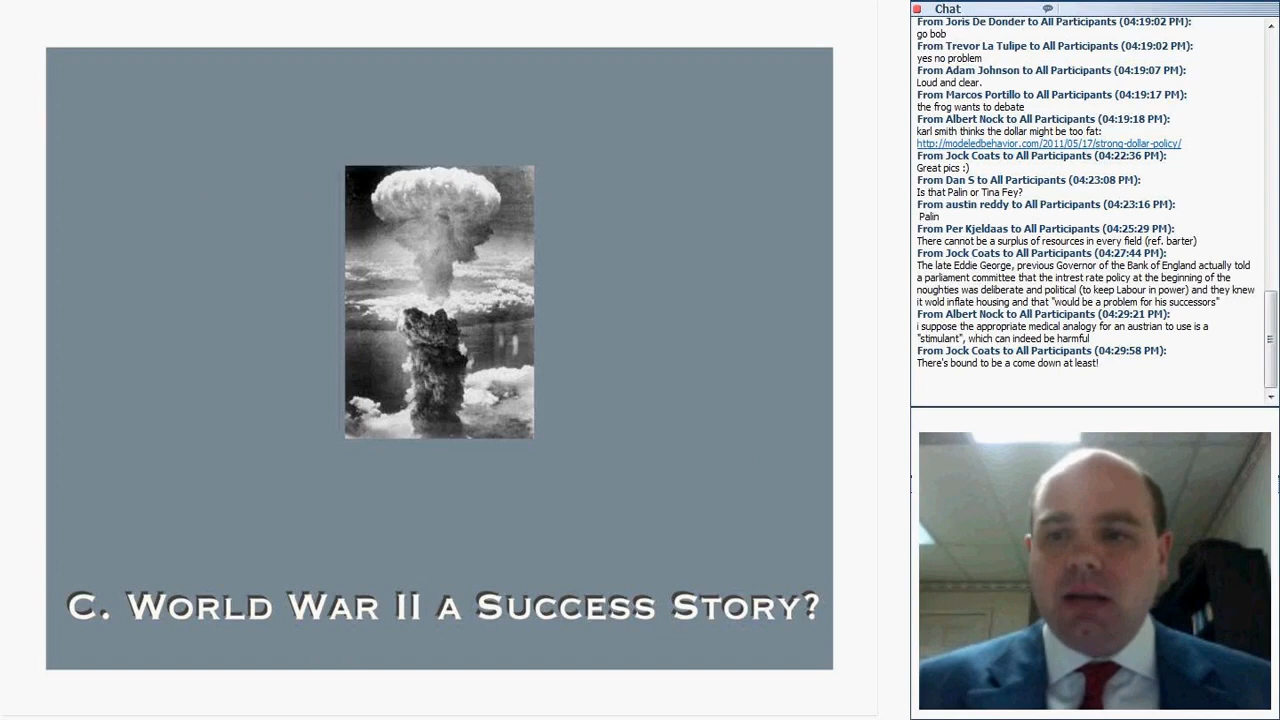 C. World War II a Success Story?
Chat
From Joris De Donder to All Participants (04:19:02 PM):
go bob
From Trevor La Tulipe to All Participants (04:19:02 PM):
yes no problem
From Adam Johnson to All Participants (04:19:07 PM):
Loud and clear.
From Marcos Portillo to All Participants (04:19:17 PM):
the frog wants to debate
From Albert Nock to All Participants (04:19:18 PM):
karl smith thinks the dollar might be too fat:
http://modeledbehavior.com/2011/05/17/strong-dollar-policy/
From Jock Coats to All Participants (04:22:36 PM):
Great pics :)
From Dan S to All Participants (04:23:08 PM):
Is that Palin or Tina Fey?
From austin reddy to All Participants (04:23:16 PM):
Palin
From Per Kjeldaas to All Participants (04:25:29 PM):
There cannot be a surplus of resources in every field (ref. barter)
From Jock Coats to All Participants (04:27:44 PM):
The late Eddie George, previous Governor of the Bank of England actually told
a parliament committee that the intrest rate policy at the beginning of the
noughties was deliberate and political (to keep Labour in power) and they knew
it wold inflate housing and that "would be a problem for his successors"
From Albert Nock to All Participants (04:29:21 PM):
i suppose the appropriate medical analogy for an austrian to use is a
"stimulant", which can indeed be harmful
From Jock Coats to All Participants (04:29:58 PM):
There's bound to be a come down at least!